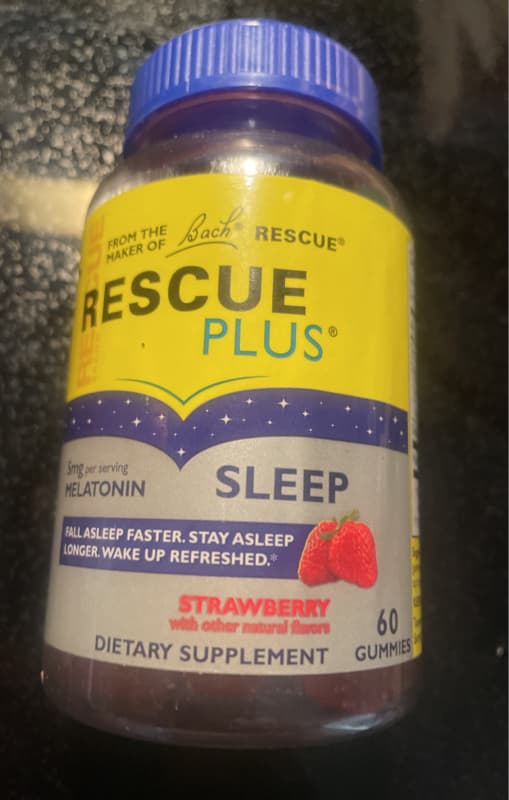 FROM THE
MAKER OF
Bach® RESCUE®
RESCUE
RESCUE
PLUS®
5mg per serving
MELATONIN
SLEEP
FALL ASLEEP FASTER. STAY ASLEEP
LONGER. WAKE UP REFRESHED.*
STRAWBERRY
with other natural flavors
60
GUMMIES
DIETARY SUPPLEMENT